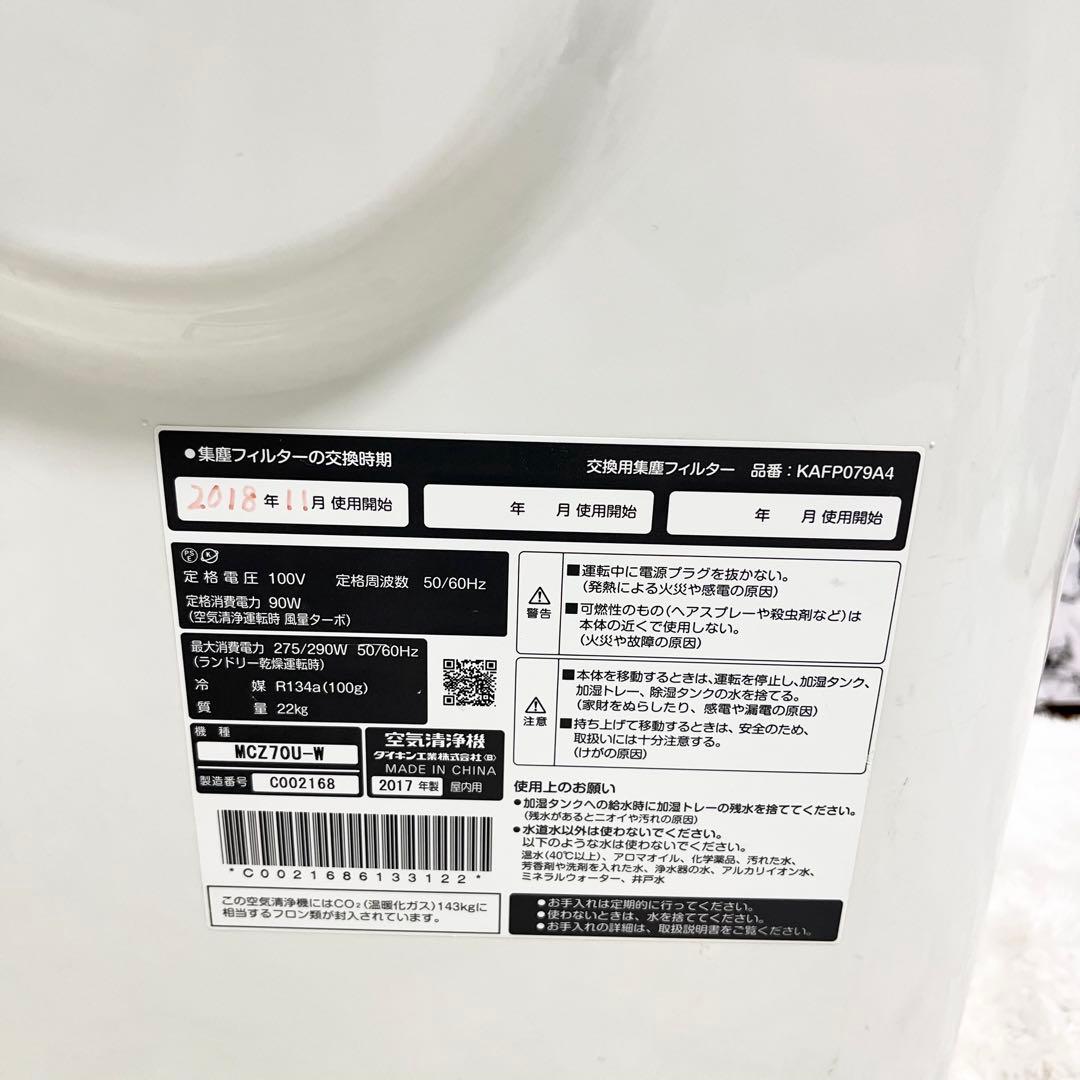 ●集塵フィルターの交換時期
交換用集塵フィルター 品番：KAFP079A4
2018年11月使用開始
年 月使用開始
年 月使用開始
PS E
定格電圧 100V 定格周波数 50/60Hz
定格消費電力 90W
(空気清浄運転時 風量ターボ)
最大消費電力 275/290W 50/60Hz
(ランドリー乾燥運転時)
冷 媒 R134a(100g)
質 量 22kg
機種
MCZ70U-W
製造番号 C002168
空気清浄機
ダイキン工業株式会社(B)
MADE IN CHINA
2017年製 屋内用
*C002168613312 2*
この空気清浄機にはCO₂(温暖化ガス)143kgに
相当するフロン類が封入されています。
警告
■運転中に電源プラグを抜かない。
(発熱による火災や感電の原因)
■可燃性のもの(ヘアスプレーや殺虫剤など)は
本体の近くで使用しない。
(火災や故障の原因)
注意
■本体を移動するときは、運転を停止し、加湿タンク、
加湿トレー、除湿タンクの水を捨てる。
(家財をぬらしたり、感電や漏電の原因)
■持ち上げて移動するときは、安全のため、
取扱いには十分注意する。
(けがの原因)
使用上のお願い
●加湿タンクへの給水時に加湿トレーの残水を捨ててください。
(残水があるとニオイや汚れの原因)
●水道水以外は使わないでください。
以下のような水は使わないでください。
温水(40℃以上)、アロマオイル、化学薬品、汚れた水、
芳香剤や洗剤を入れた水、浄水器の水、アルカリイオン水、
ミネラルウォーター、井戸水
●お手入れは定期的に行ってください。
●使わないときは、水を捨ててください。
●お手入れの詳細は、取扱説明書をご覧ください。